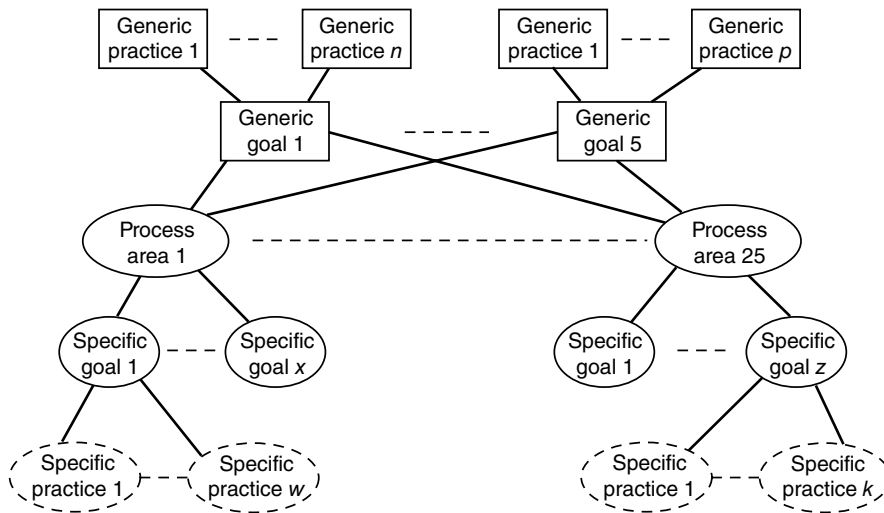 Generic
practice 1
Generic
practice n
Generic
practice 1
Generic
practice p
Generic
goal 1
Generic
goal 5
Process
area 1
Process
area 25
Specific
goal 1
Specific
goal x
Specific
goal 1
Specific
goal z
Specific
practice 1
Specific
practice w
Specific
practice 1
Specific
practice k